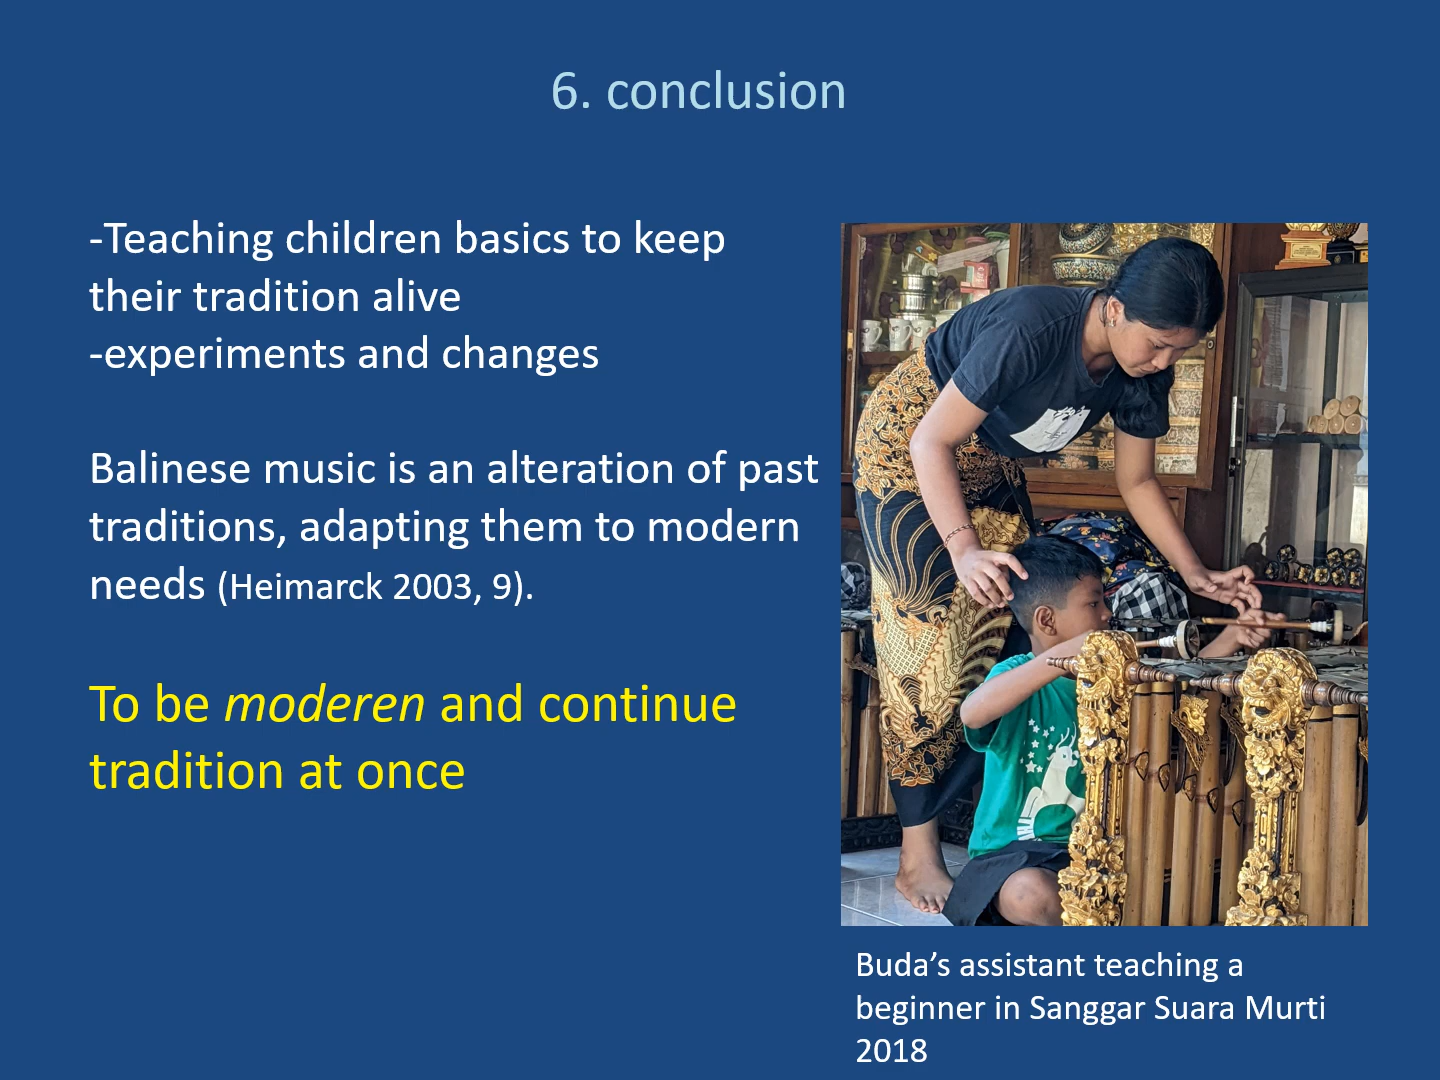 6. conclusion
-Teaching children basics to keep
their tradition alive
-experiments and changes
Balinese music is an alteration of past
traditions, adapting them to modern
needs (Heimarck 2003, 9).
To be moderen and continue
tradition at once
Buda’s assistant teaching a
beginner in Sanggar Suara Murti
2018